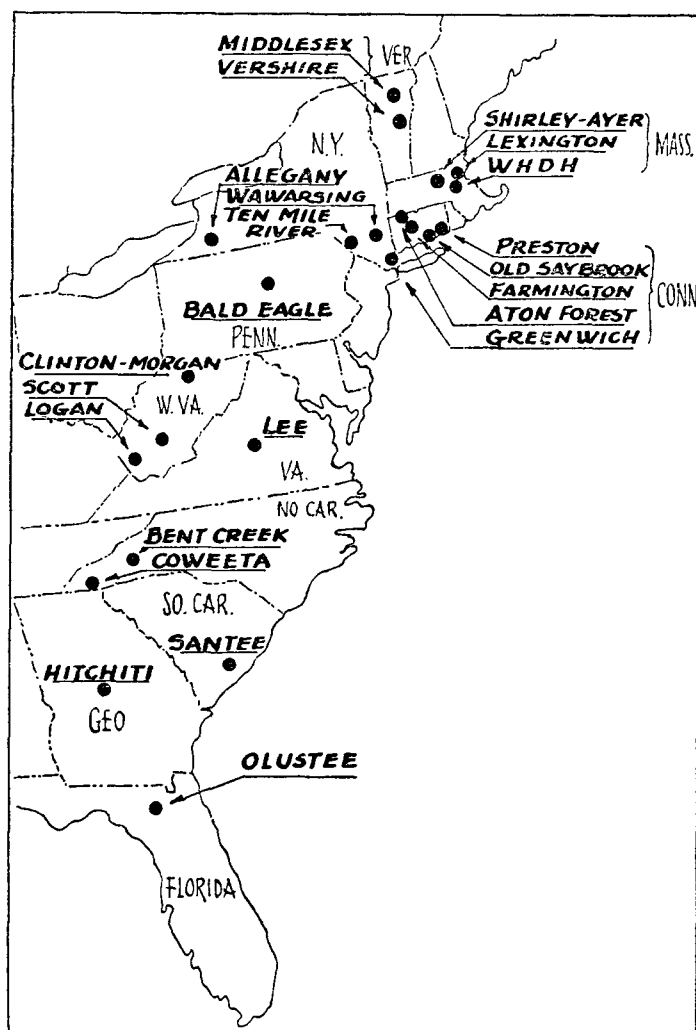 MIDDLESEX
VERSHIRE
VER
SHIRLEY-AYER
LEXINGTON
WHDH
MASS.
N.Y.
ALLEGANY
WAWARSING
TEN MILE
RIVER
PRESTON
OLD SAYBROOK
FARMINGTON
ATON FOREST
GREENWICH
CONN
BALD EAGLE
PENN.
CLINTON-MORGAN
SCOTT
LOGAN
W.VA.
LEE
VA.
NO CAR.
BENT CREEK
COWEETA
SO. CAR.
SANTEE
HITCHITI
GEO
OLUSTEE
FLORIDA